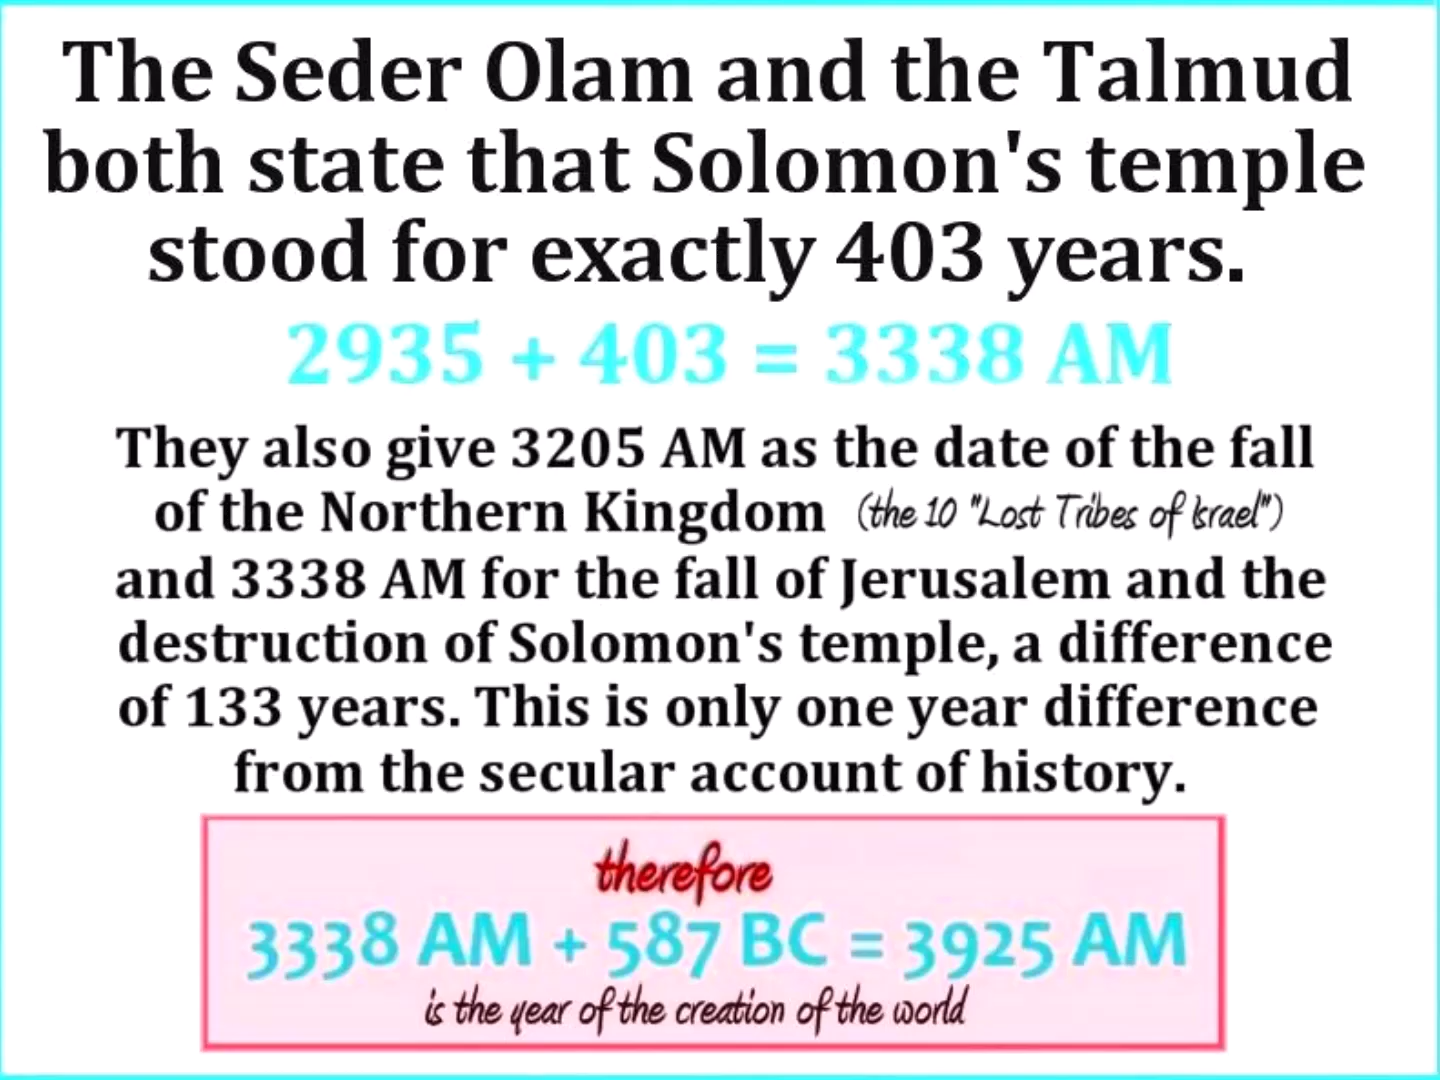 The Seder Olam and the Talmud
both state that Solomon's temple
stood for exactly 403 years.
2935 + 403 = 3338 AM
They also give 3205 AM as the date of the fall
of the Northern Kingdom (the 10 "Lost Tribes of Israel")
and 3338 AM for the fall of Jerusalem and the
destruction of Solomon's temple, a difference
of 133 years. This is only one year difference
from the secular account of history.
therefore
3338 AM + 587 BC = 3925 AM
is the year of the creation of the world